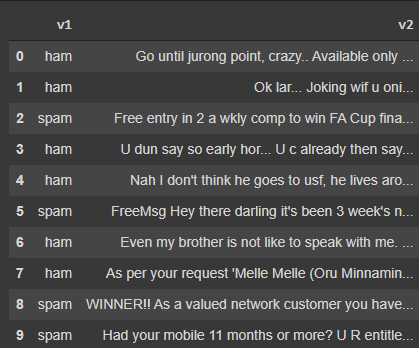 v1 v2
0 ham Go until jurong point, crazy.. Available only ...
1 ham Ok lar... Joking wif u oni...
2 spam Free entry in 2 a wkly comp to win FA Cup fina...
3 ham U dun say so early hor... U c already then say...
4 ham Nah I don't think he goes to usf, he lives aro...
5 spam FreeMsg Hey there darling it's been 3 week's n...
6 ham Even my brother is not like to speak with me. ...
7 ham As per your request 'Melle Melle (Oru Minnamin...
8 spam WINNER!! As a valued network customer you have...
9 spam Had your mobile 11 months or more? U R entitle...